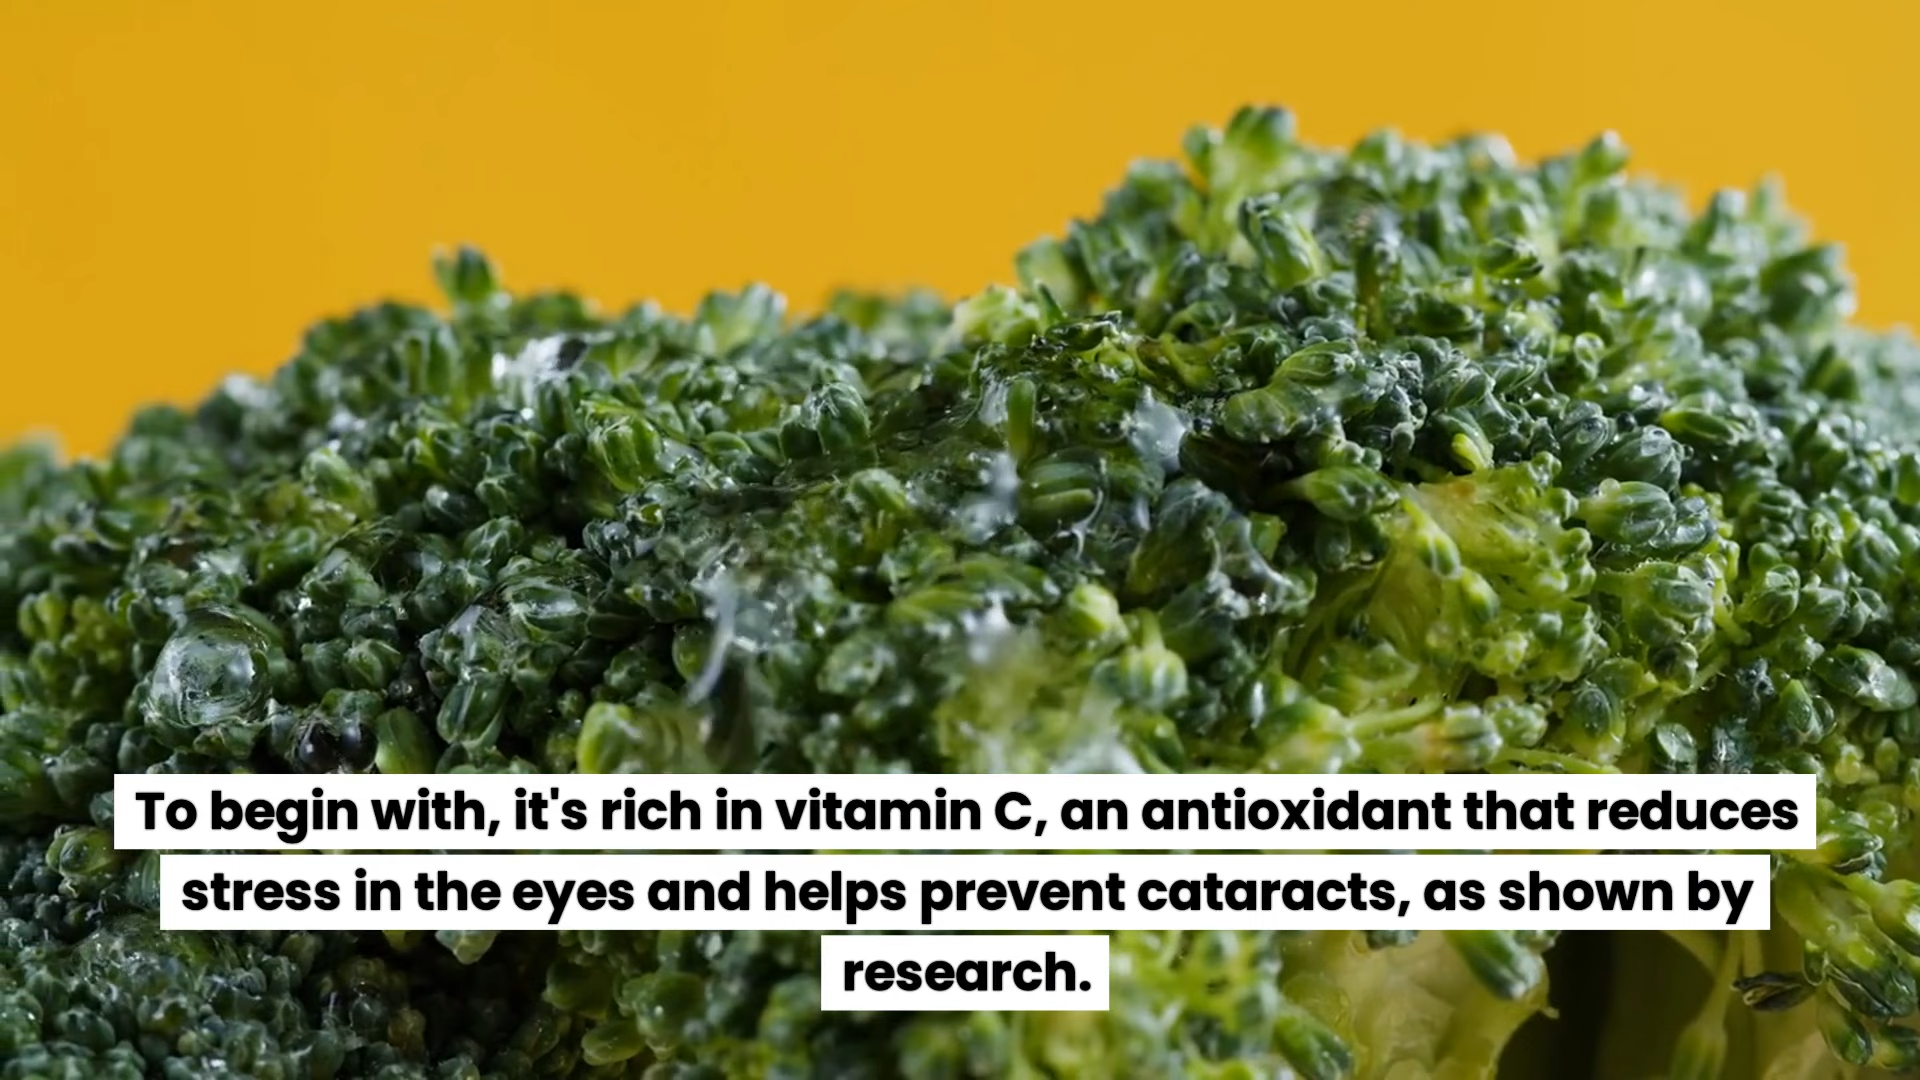 To begin with, it's rich in vitamin C, an antioxidant that reduces
stress in the eyes and helps prevent cataracts, as shown by
research.